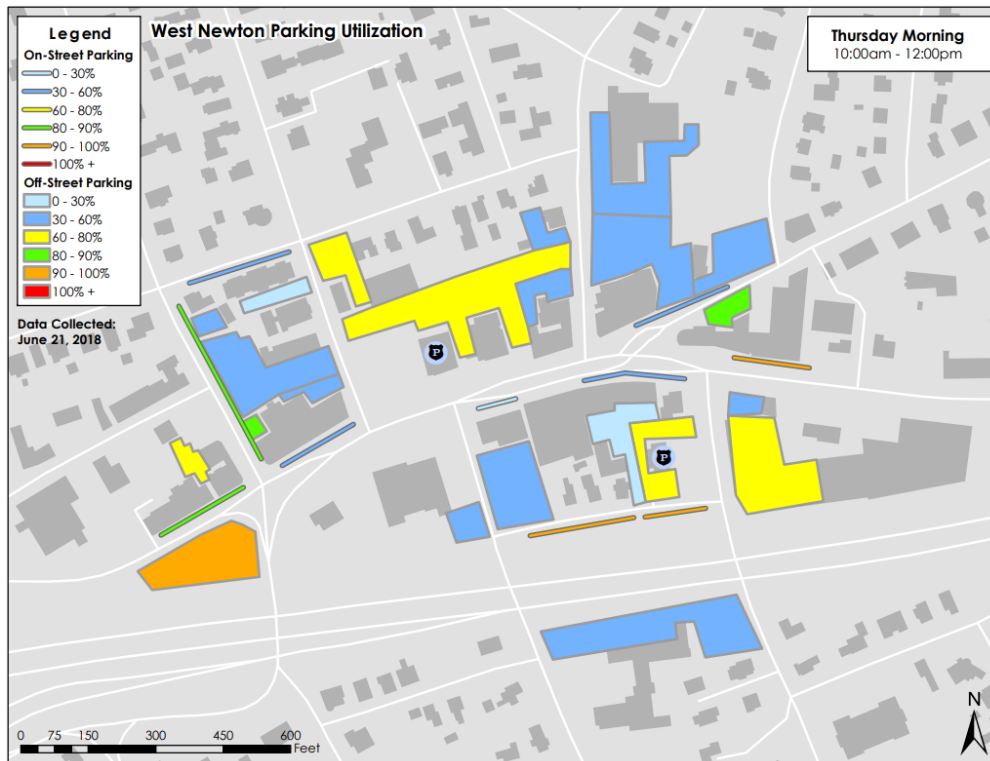 Legend
On-Street Parking
0 - 30%
30 - 60%
60 - 80%
80 - 90%
90 - 100%
100% +
Off-Street Parking
0 - 30%
30 - 60%
60 - 80%
80 - 90%
90 - 100%
100% +
Data Collected:
June 21, 2018
West Newton Parking Utilization
Thursday Morning
10:00am - 12:00pm
P
P
N
0 75 150 300 450 600
Feet